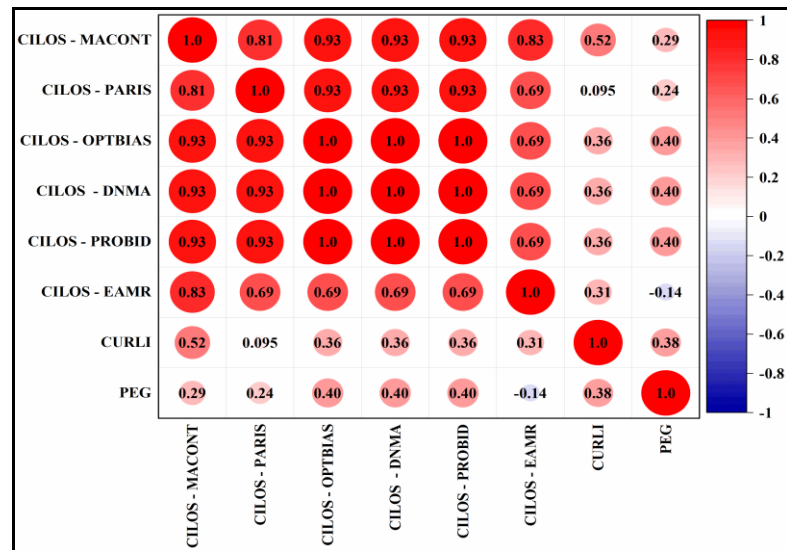 CILOS - MACONT 1.0 0.81 0.93 0.93 0.93 0.83 0.52 0.29
CILOS - PARIS 0.81 1.0 0.93 0.93 0.93 0.69 0.095 0.24
CILOS - OPTBIAS 0.93 0.93 1.0 1.0 1.0 0.69 0.36 0.40
CILOS - DNMA 0.93 0.93 1.0 1.0 1.0 0.69 0.36 0.40
CILOS - PROBID 0.93 0.93 1.0 1.0 1.0 0.69 0.36 0.40
CILOS - EAMR 0.83 0.69 0.69 0.69 0.69 1.0 0.31 -0.14
CURLI 0.52 0.095 0.36 0.36 0.36 0.31 1.0 0.38
PEG 0.29 0.24 0.40 0.40 0.40 -0.14 0.38 1.0
CILOS - MACONT
CILOS - PARIS
CILOS - OPTBIAS
CILOS - DNMA
CILOS - PROBID
CILOS - EAMR
CURLI
PEG
1
0.8
0.6
0.4
0.2
0
-0.2
-0.4
-0.6
-0.8
-1